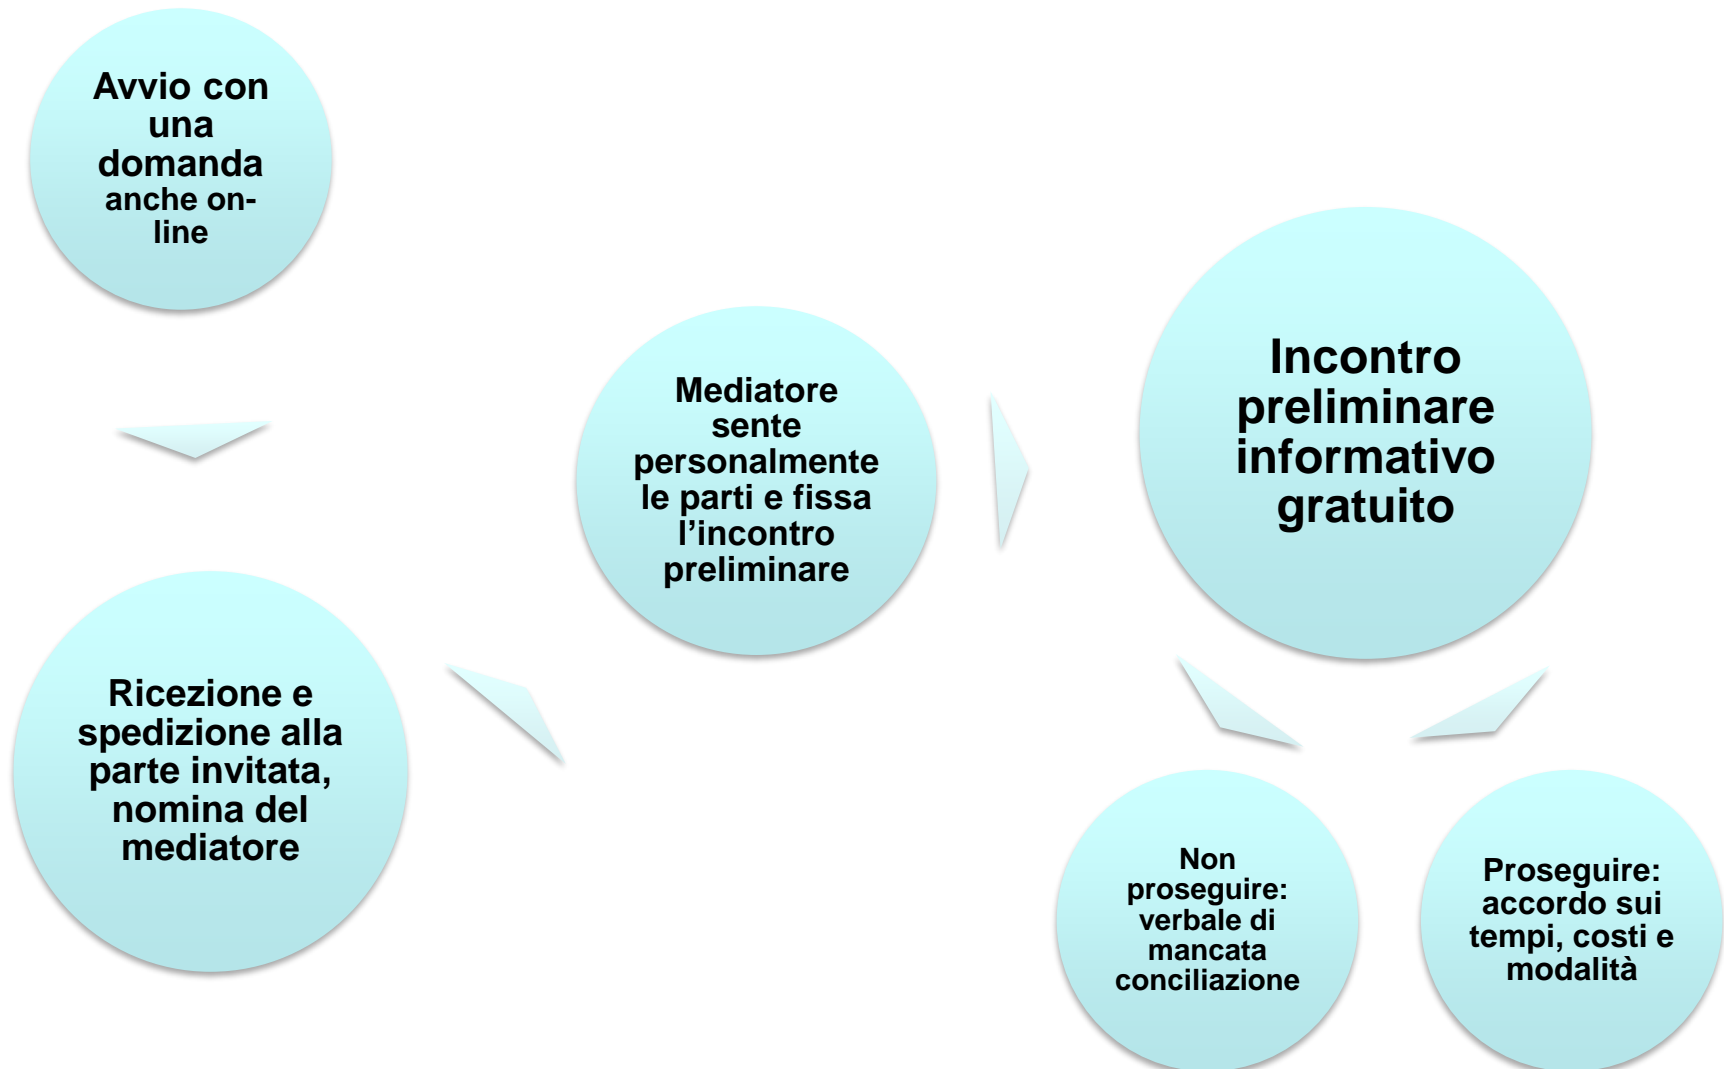 Avvio con
una
domanda
anche on-
line
Ricezione e
spedizione alla
parte invitata,
nomina del
mediatore
Mediatore
sente
personalmente
le parti e fissa
l’incontro
preliminare
Incontro
preliminare
informativo
gratuito
Non
proseguire:
verbale di
mancata
conciliazione
Proseguire:
accordo sui
tempi, costi e
modalità